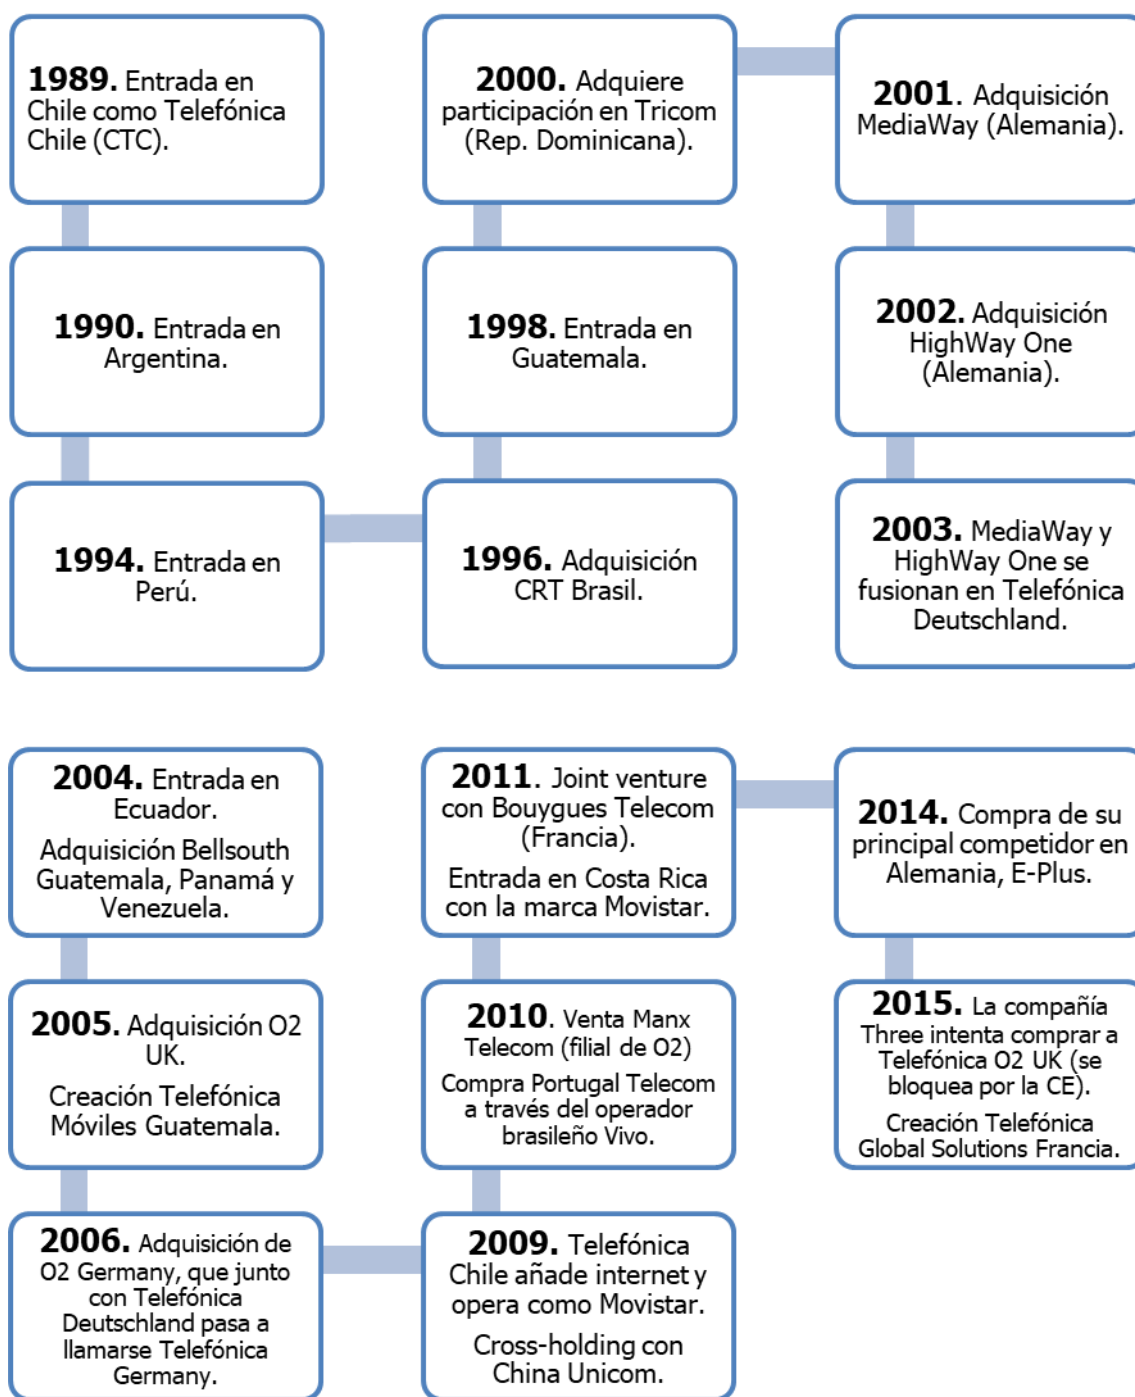 1989. Entrada en
Chile como Telefónica
Chile (CTC).
1990. Entrada en
Argentina.
1994. Entrada en
Perú.
1996. Adquisición
CRT Brasil.
1998. Entrada en
Guatemala.
2000. Adquiere
participación en Tricom
(Rep. Dominicana).
2001. Adquisición
MediaWay (Alemania).
2002. Adquisición
HighWay One
(Alemania).
2003. MediaWay y
HighWay One se
fusionan en Telefónica
Deutschland.
2004. Entrada en
Ecuador.
Adquisición Bellsouth
Guatemala, Panamá y
Venezuela.
2005. Adquisición O2
UK.
Creación Telefónica
Móviles Guatemala.
2006. Adquisición de
O2 Germany, que junto
con Telefónica
Deutschland pasa a
llamarse Telefónica
Germany.
2009. Telefónica
Chile añade internet y
opera como Movistar.
Cross-holding con
China Unicom.
2010. Venta Manx
Telecom (filial de O2)
Compra Portugal Telecom
a través del operador
brasileño Vivo.
2011. Joint venture
con Bouygues Telecom
(Francia).
Entrada en Costa Rica
con la marca Movistar.
2014. Compra de su
principal competidor en
Alemania, E-Plus.
2015. La compañía
Three intenta comprar a
Telefónica O2 UK (se
bloquea por la CE).
Creación Telefónica
Global Solutions Francia.